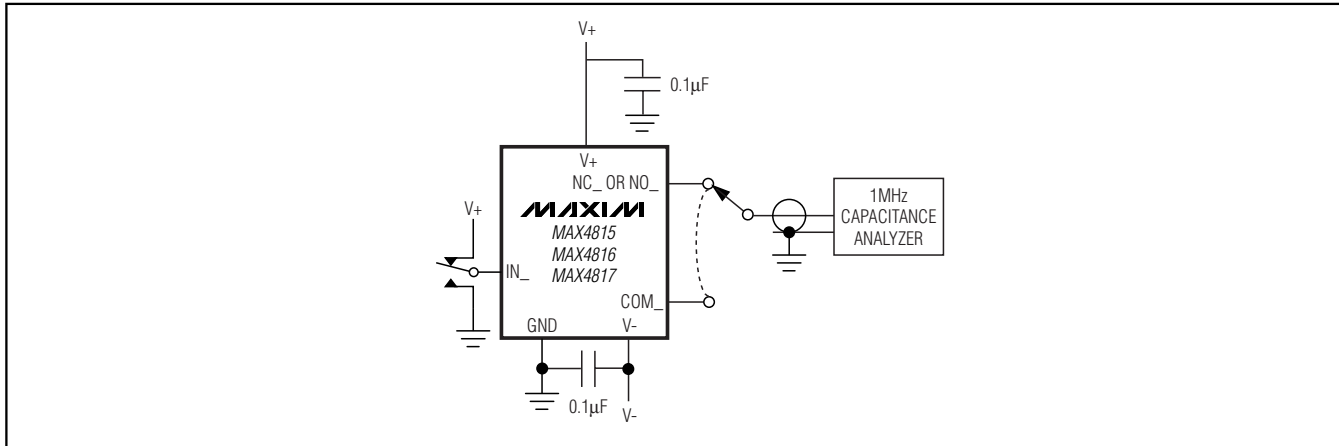 V+
0.1µF
V+
NC_ OR NO_
MAXIM
MAX4815
MAX4816
MAX4817
V+
IN_
COM_
GND
V-
0.1µF
V-
1MHz
CAPACITANCE
ANALYZER